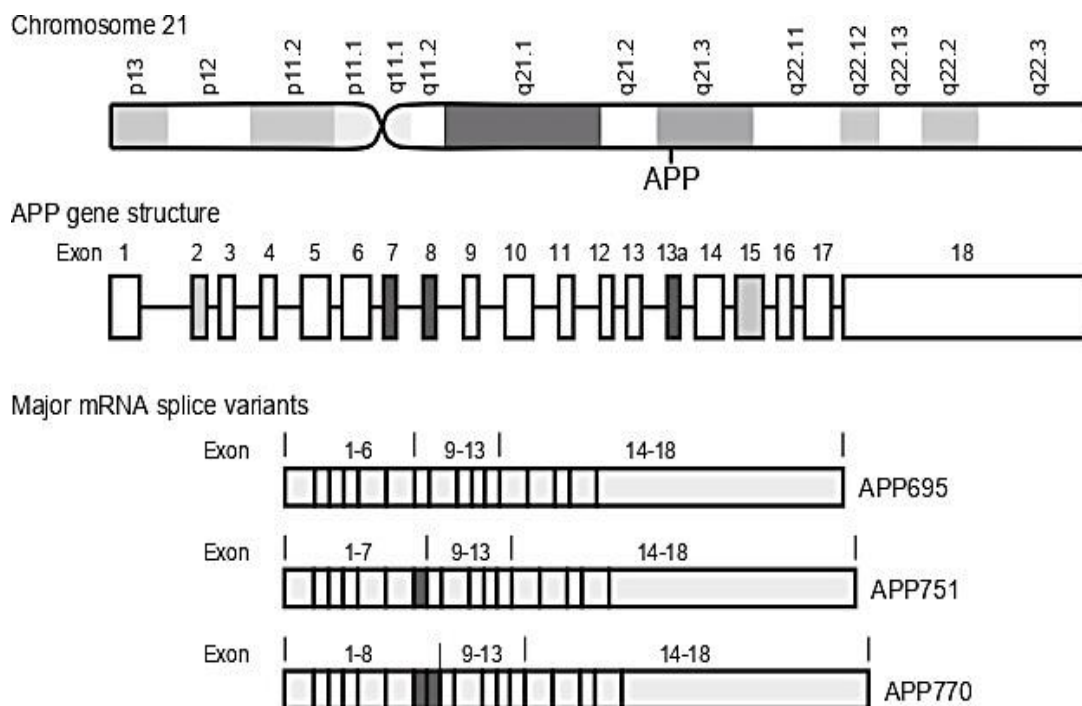 Chromosome 21
p13 p12 p11.2 p11.1 q11.1 q11.2 q21.1 q21.2 q21.3 q22.11 q22.12 q22.13 q22.2 q22.3
APP
APP gene structure
Exon 1 2 3 4 5 6 7 8 9 10 11 12 13 13a 14 15 16 17 18
Major mRNA splice variants
Exon 1-6 9-13 14-18
APP695
Exon 1-7 9-13 14-18
APP751
Exon 1-8 9-13 14-18
APP770